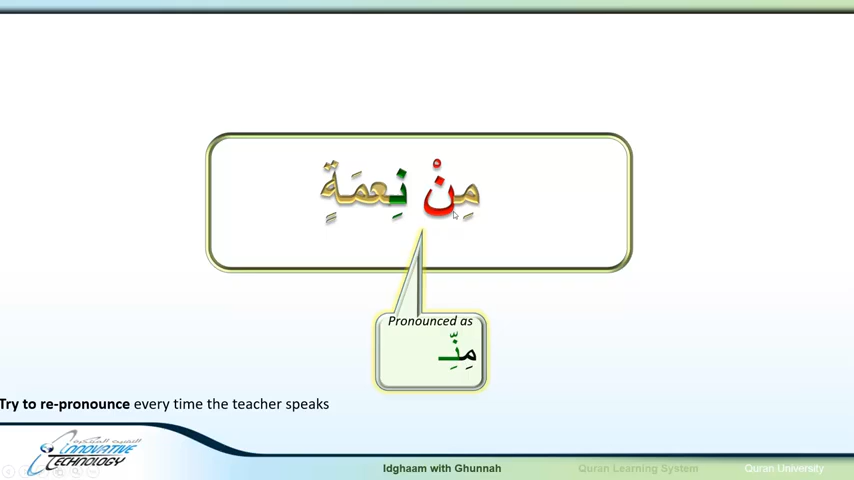 مِنْ نِعمَةٍ
Pronounced as
مِنِّـ
Try to re-pronounce every time the teacher speaks
INNOVATIVE
TECHNOLOGY
Idghaam with Ghunnah
Quran Learning System
Quran University